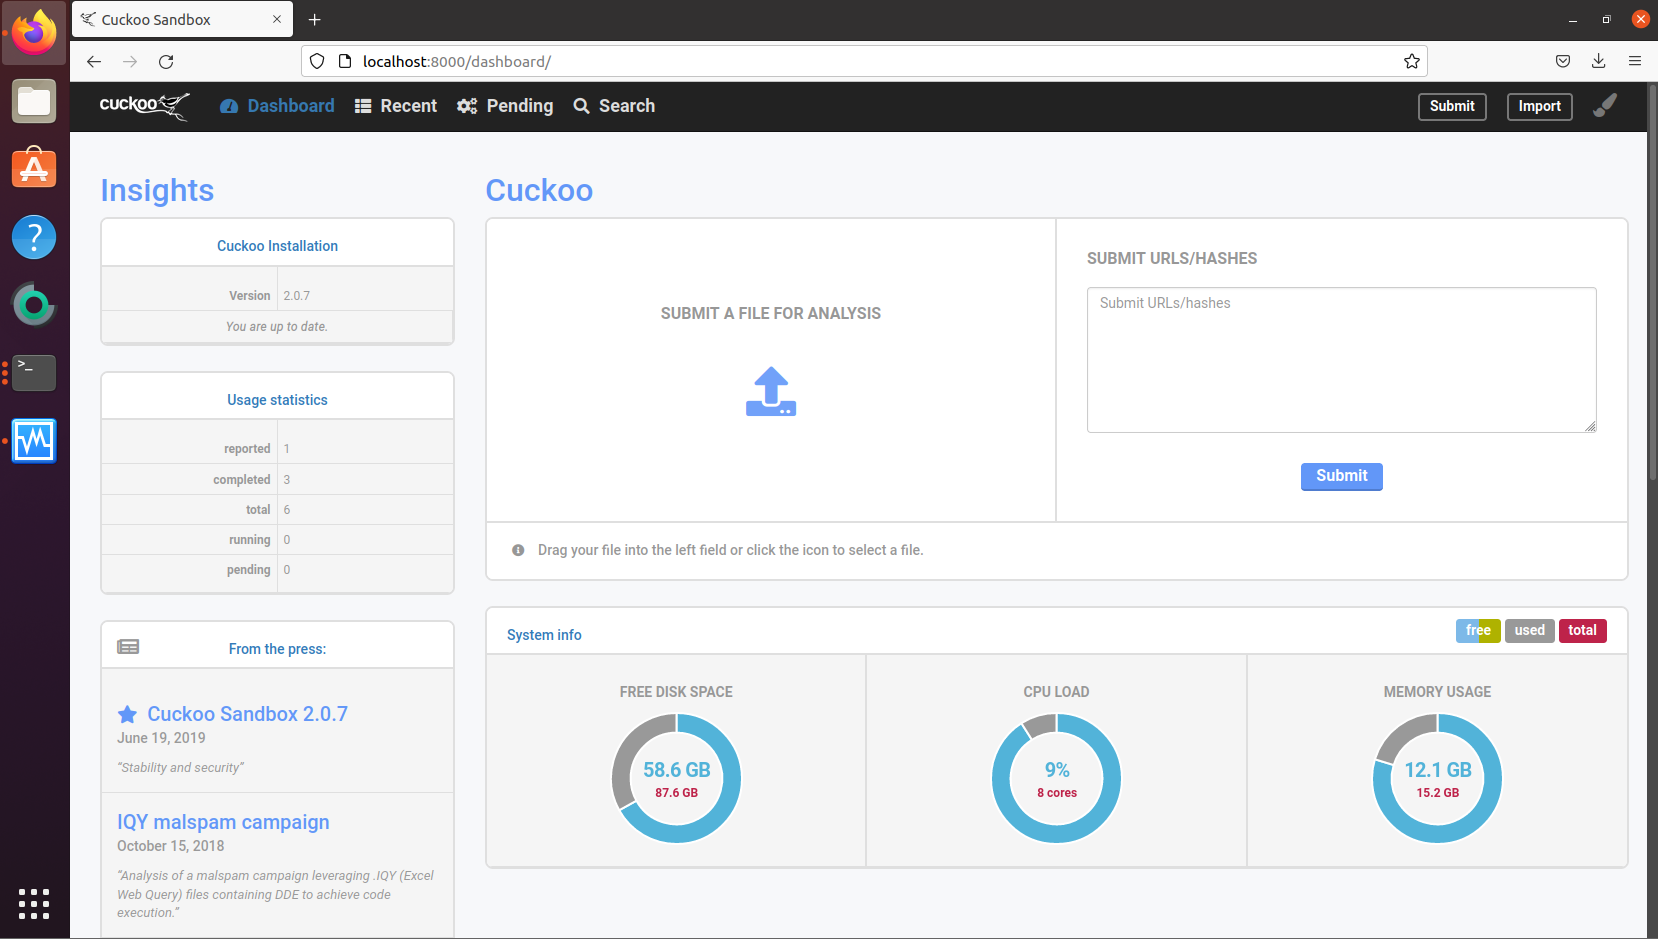 Cuckoo Sandbox
localhost:8000/dashboard/
cuckoo
Dashboard
Recent
Pending
Search
Submit
Import
Insights
Cuckoo Installation
Version 2.0.7
You are up to date.
Usage statistics
reported 1
completed 3
total 6
running 0
pending 0
From the press:
Cuckoo Sandbox 2.0.7
June 19, 2019
“Stability and security”
IQY malspam campaign
October 15, 2018
“Analysis of a malspam campaign leveraging .IQY (Excel
Web Query) files containing DDE to achieve code
execution.”
Cuckoo
SUBMIT A FILE FOR ANALYSIS
SUBMIT URLS/HASHES
Submit URLs/hashes
Submit
Drag your file into the left field or click the icon to select a file.
System info
free
used
total
FREE DISK SPACE
58.6 GB
87.6 GB
CPU LOAD
9%
8 cores
MEMORY USAGE
12.1 GB
15.2 GB